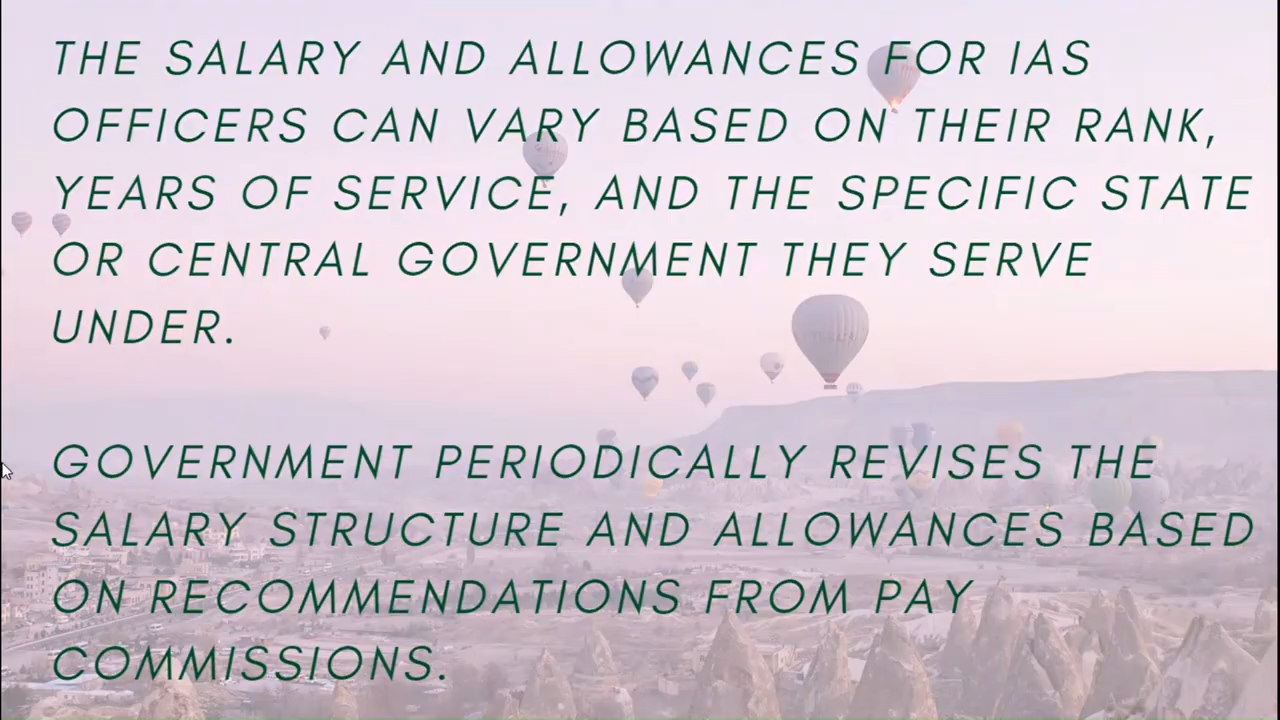 THE SALARY AND ALLOWANCES FOR IAS
OFFICERS CAN VARY BASED ON THEIR RANK,
YEARS OF SERVICE, AND THE SPECIFIC STATE
OR CENTRAL GOVERNMENT THEY SERVE
UNDER.
GOVERNMENT PERIODICALLY REVISES THE
SALARY STRUCTURE AND ALLOWANCES BASED
ON RECOMMENDATIONS FROM PAY
COMMISSIONS.